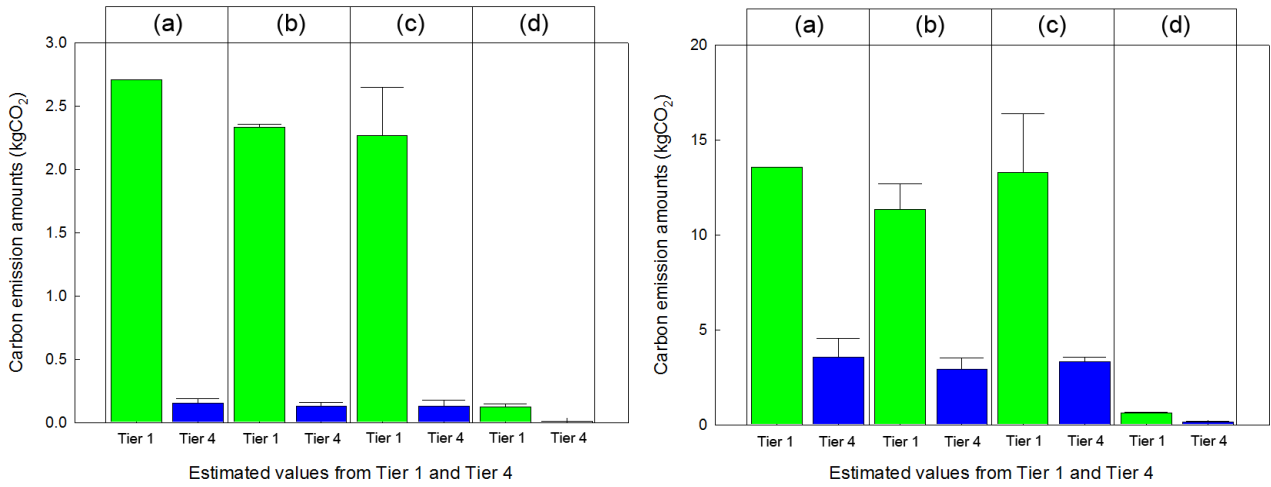 (a) (b) (c) (d)
3.0
2.5
2.0
1.5
1.0
0.5
0.0
Carbon emission amounts (kgCO₂)
Tier 1 Tier 4 Tier 1 Tier 4 Tier 1 Tier 4 Tier 1 Tier 4
Estimated values from Tier 1 and Tier 4
(a) (b) (c) (d)
20
15
10
5
0
Carbon emission amounts (kgCO₂)
Tier 1 Tier 4 Tier 1 Tier 4 Tier 1 Tier 4 Tier 1 Tier 4
Estimated values from Tier 1 and Tier 4